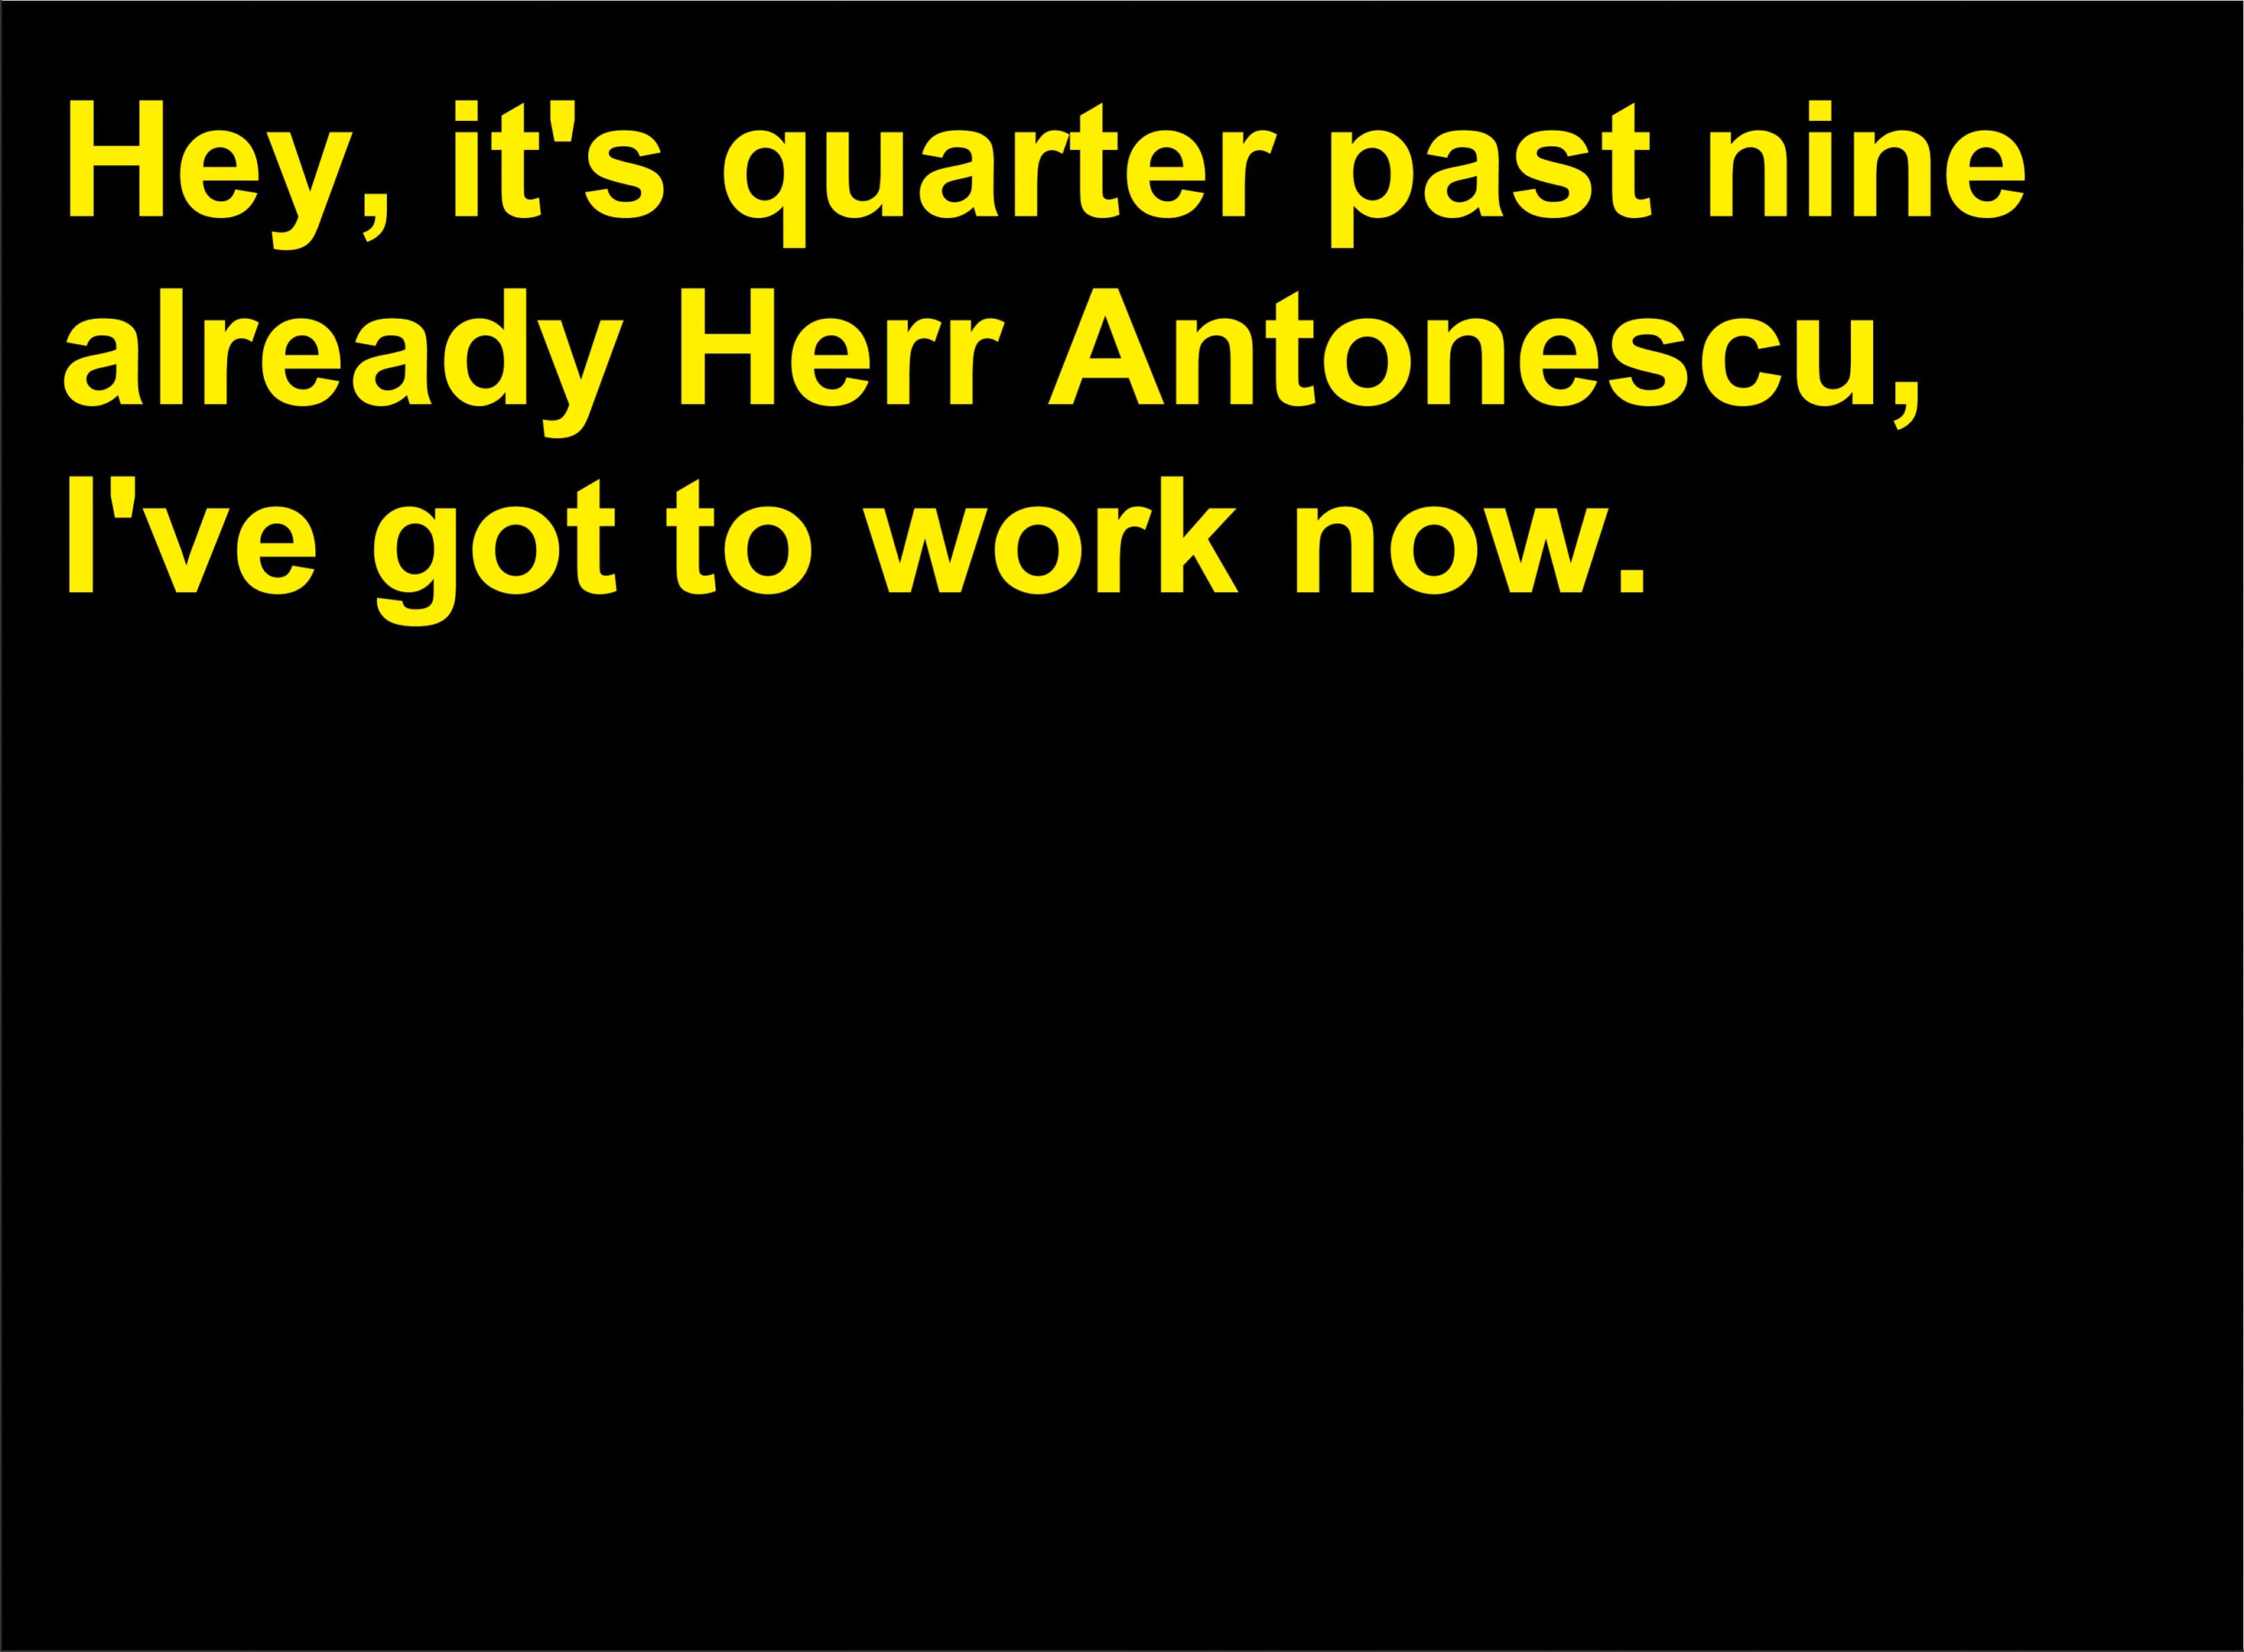 Hey, it's quarter past nine
already Herr Antonescu,
I've got to work now.